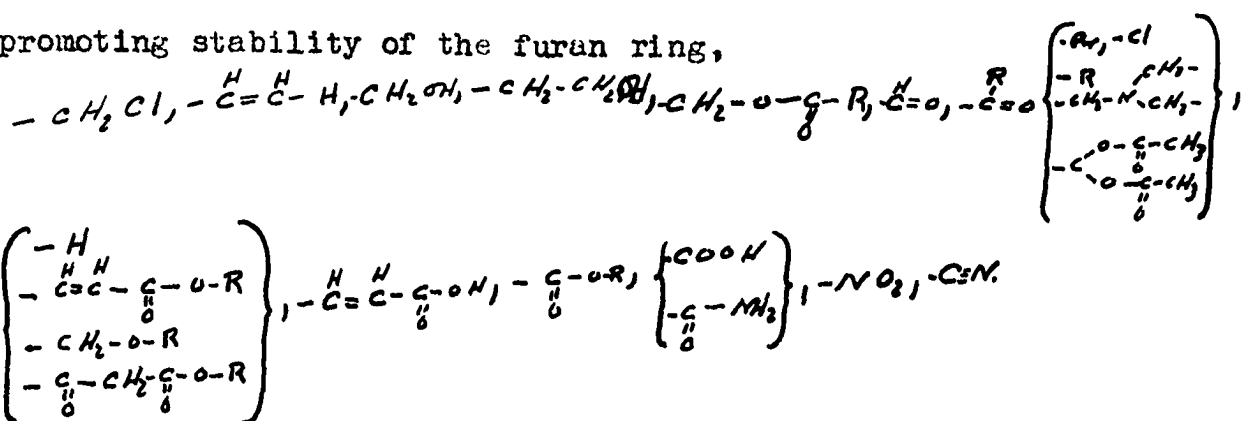 promoting stability of the furan ring,
-CH₂Cl, -C(H)=C(H)-H, -CH₂OH, -CH₂-CH₂OH, -CH₂-O-C(=O)-R, -C(H)=O, -C(R)=O {-Br, -Cl
-R
-CH₂-N(CH₂-)CH₂-
-C(O-C(=O)-CH₃)(O-C(=O)-CH₃)},
{-H
-C(H)=C(H)-C(=O)-O-R
-CH₂-O-R
-C(=O)-CH₂-C(=O)-O-R}, -C(H)=C(H)-C(=O)-OH, -C(=O)-O-R, {-COOH
-C(=O)-NH₂}, -NO₂, -C≡N.